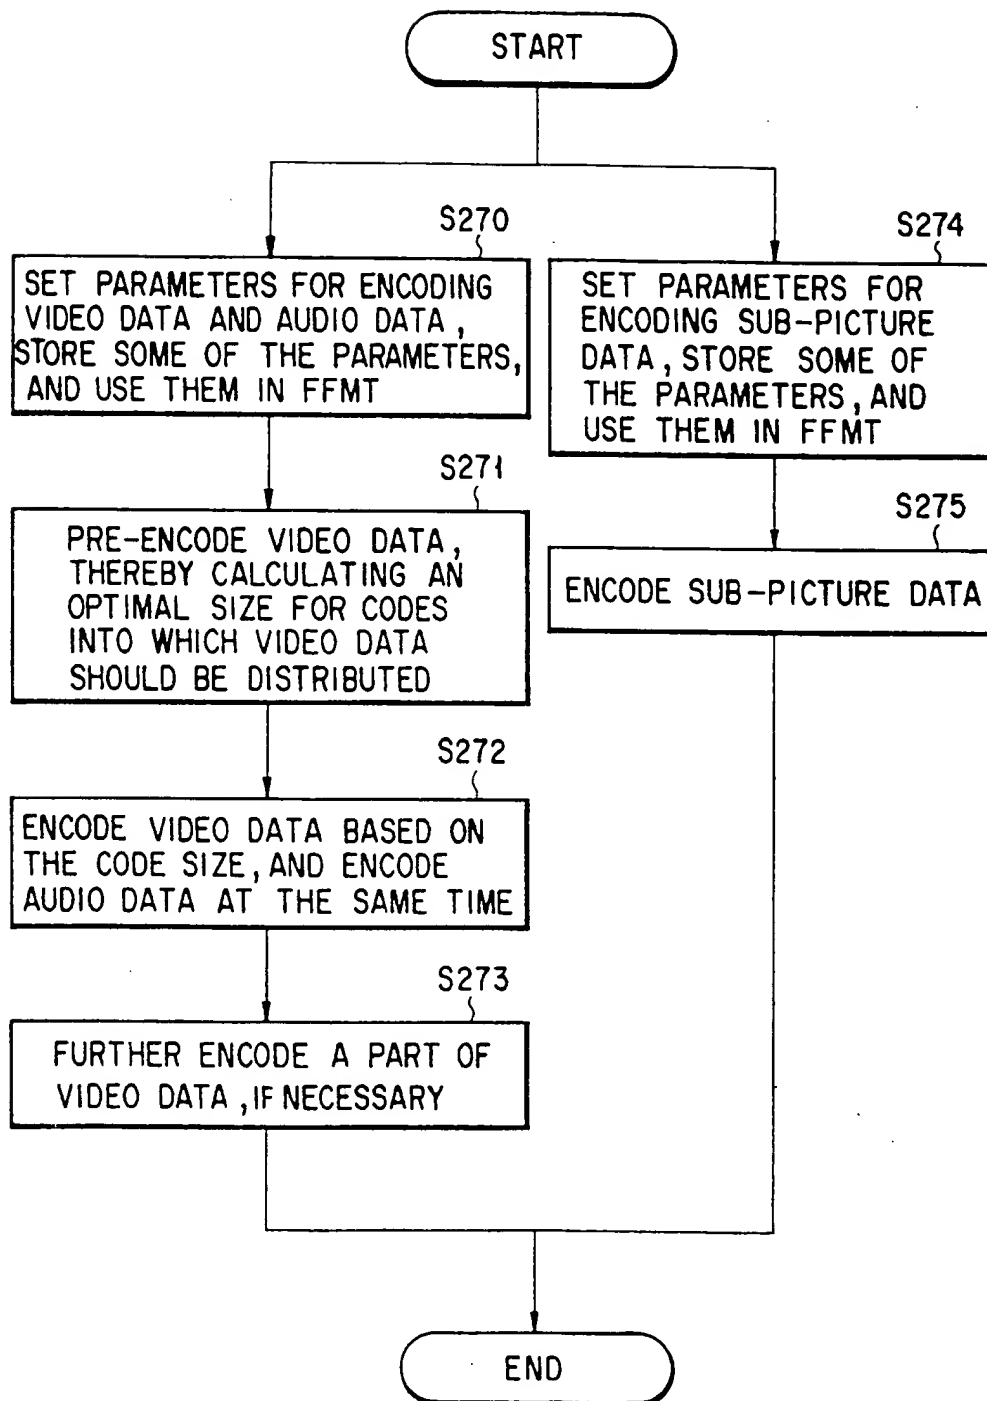 START
S270
SET PARAMETERS FOR ENCODING
VIDEO DATA AND AUDIO DATA,
STORE SOME OF THE PARAMETERS,
AND USE THEM IN FFMT
S271
PRE-ENCODE VIDEO DATA,
THEREBY CALCULATING AN
OPTIMAL SIZE FOR CODES
INTO WHICH VIDEO DATA
SHOULD BE DISTRIBUTED
S272
ENCODE VIDEO DATA BASED ON
THE CODE SIZE, AND ENCODE
AUDIO DATA AT THE SAME TIME
S273
FURTHER ENCODE A PART OF
VIDEO DATA, IF NECESSARY
S274
SET PARAMETERS FOR
ENCODING SUB-PICTURE
DATA, STORE SOME OF
THE PARAMETERS, AND
USE THEM IN FFMT
S275
ENCODE SUB-PICTURE DATA
END